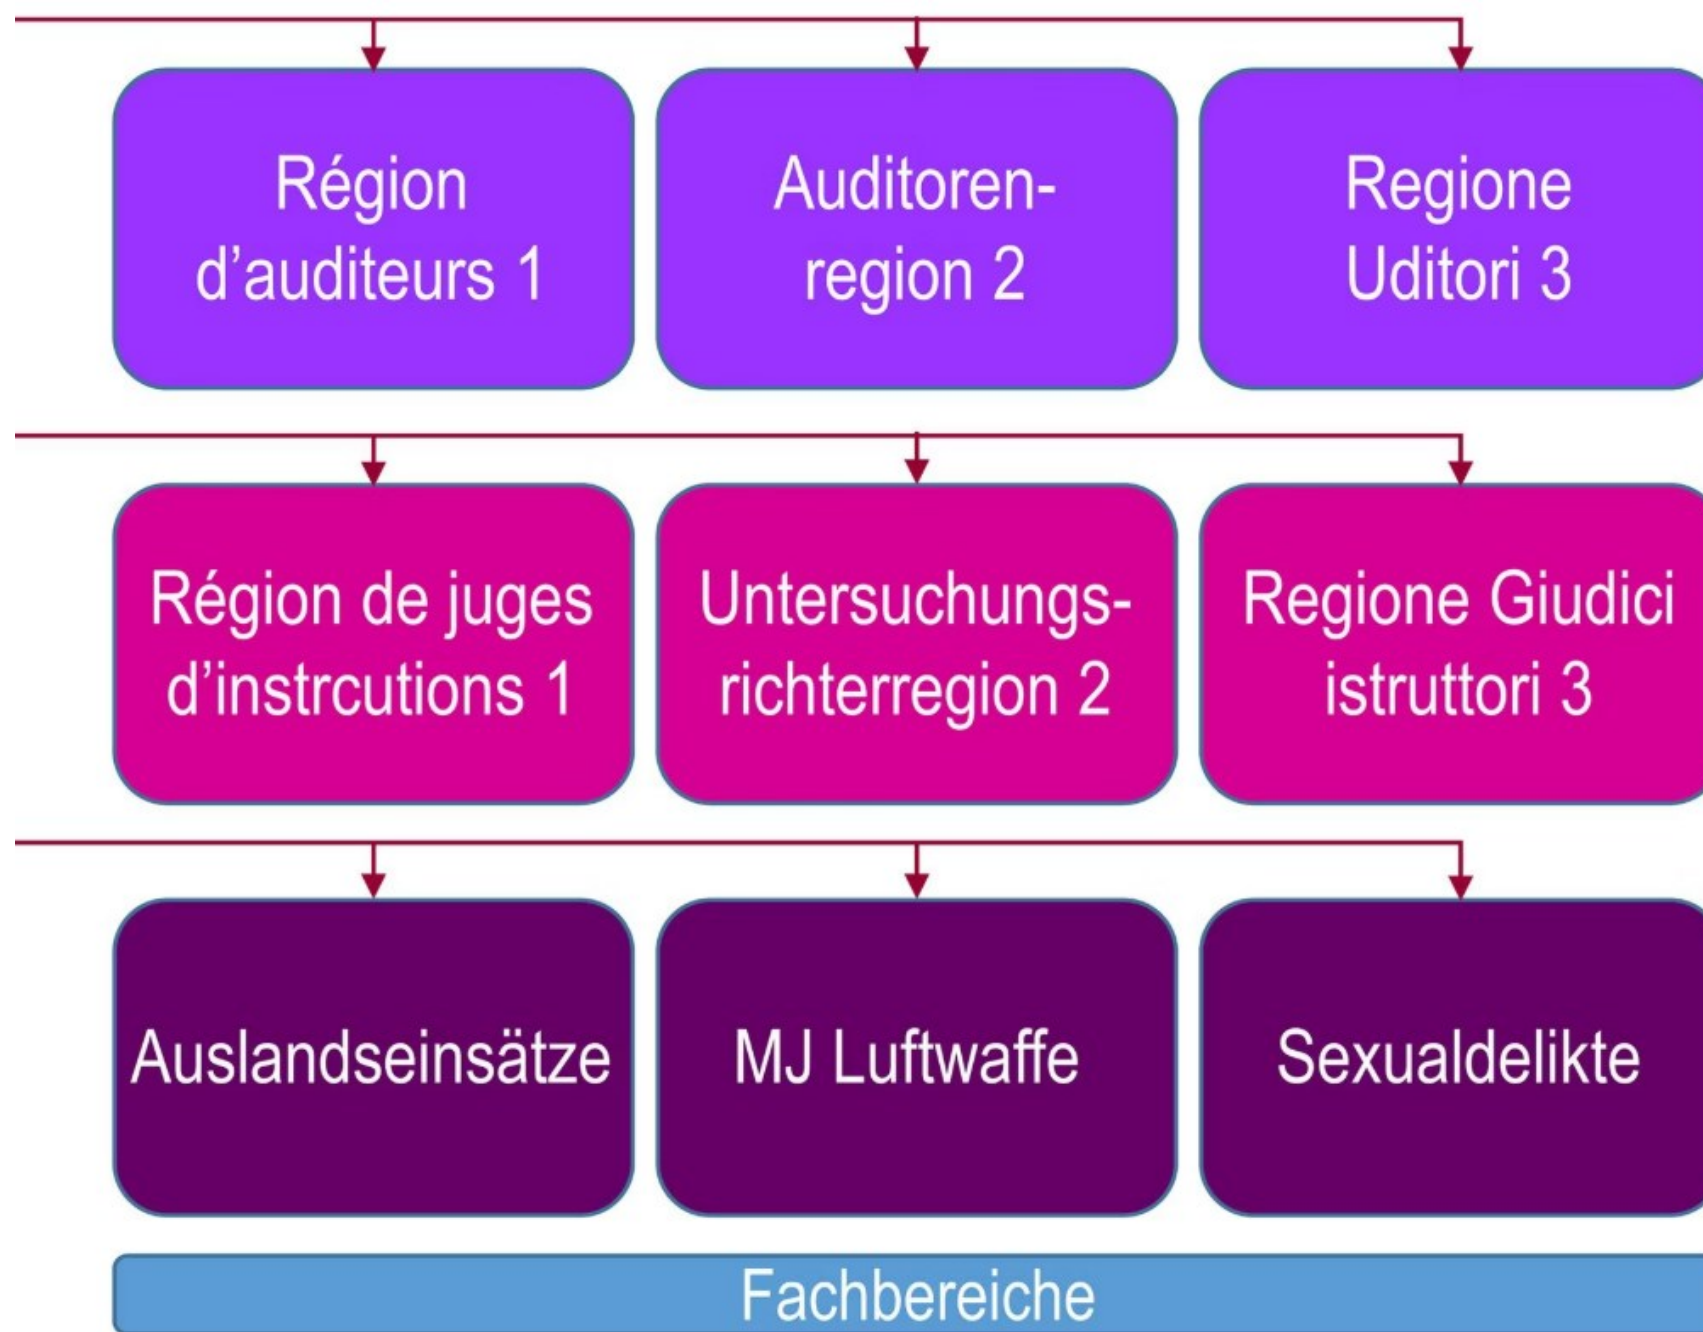 Région
d’auditeurs 1
Auditoren-
region 2
Regione
Uditori 3
Région de juges
d’instrcutions 1
Untersuchungs-
richterregion 2
Regione Giudici
istruttori 3
Auslandseinsätze
MJ Luftwaffe
Sexualdelikte
Fachbereiche